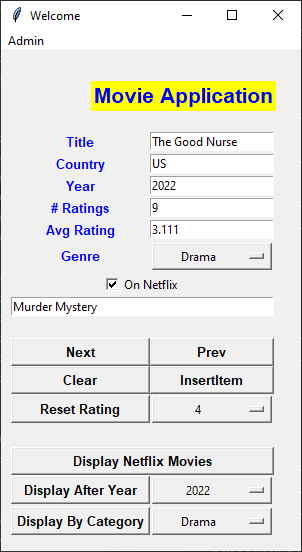 Welcome
Admin
Movie Application
Title The Good Nurse
Country US
Year 2022
# Ratings 9
Avg Rating 3.111
Genre Drama
On Netflix
Murder Mystery
Next Prev
Clear InsertItem
Reset Rating 4
Display Netflix Movies
Display After Year 2022
Display By Category Drama